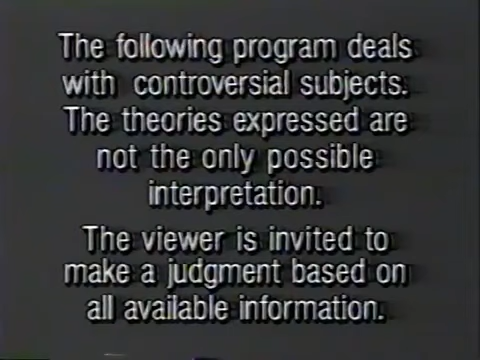 The following program deals
with controversial subjects.
The theories expressed are
not the only possible
interpretation.
The viewer is invited to
make a judgment based on
all available information.